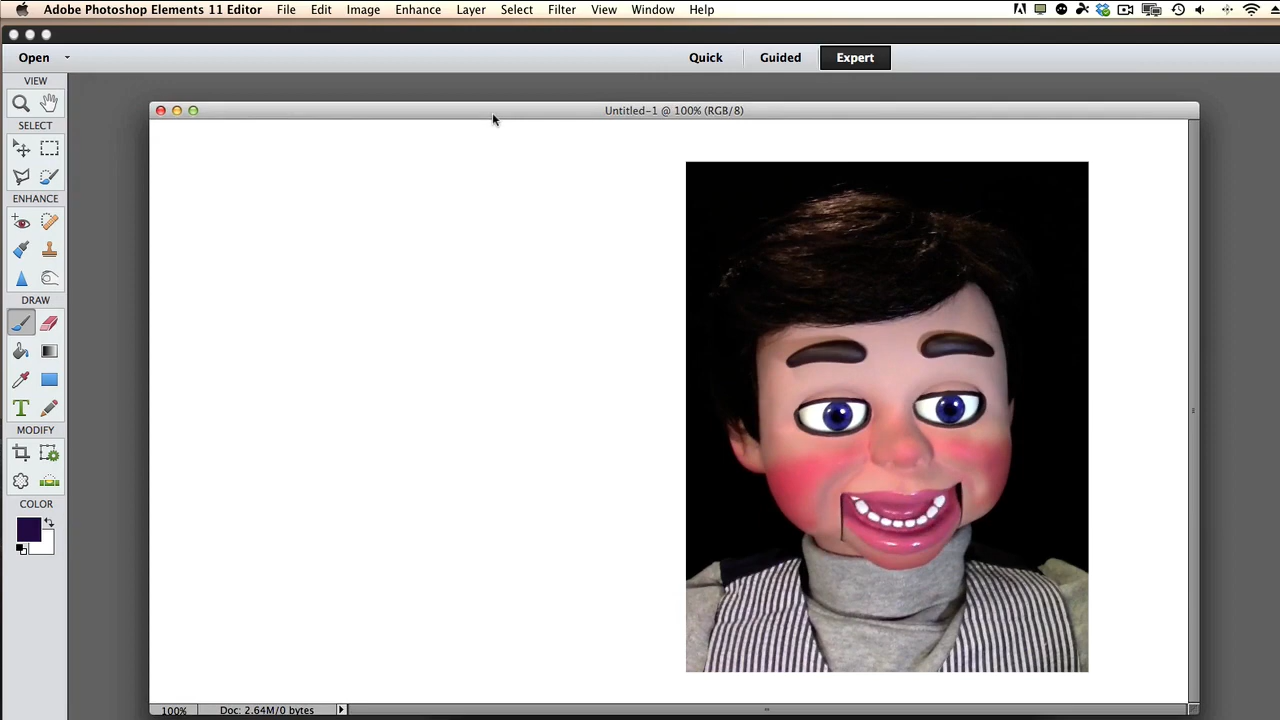 Adobe Photoshop Elements 11 Editor File Edit Image Enhance Layer Select Filter View Window Help
Open Quick Guided Expert
VIEW
Untitled-1 @ 100% (RGB/8)
SELECT
ENHANCE
DRAW
T
MODIFY
COLOR
100% Doc: 2.64M/0 bytes